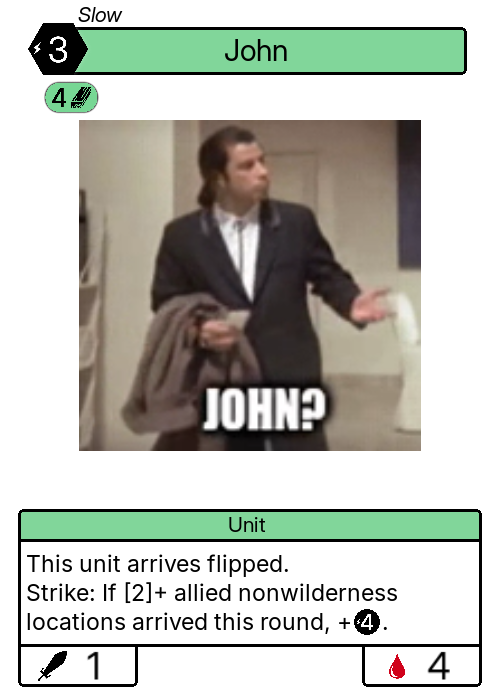 Slow
3
John
4
JOHN?
Unit
This unit arrives flipped.
Strike: If [2]+ allied nonwilderness
locations arrived this round, +4.
1
4